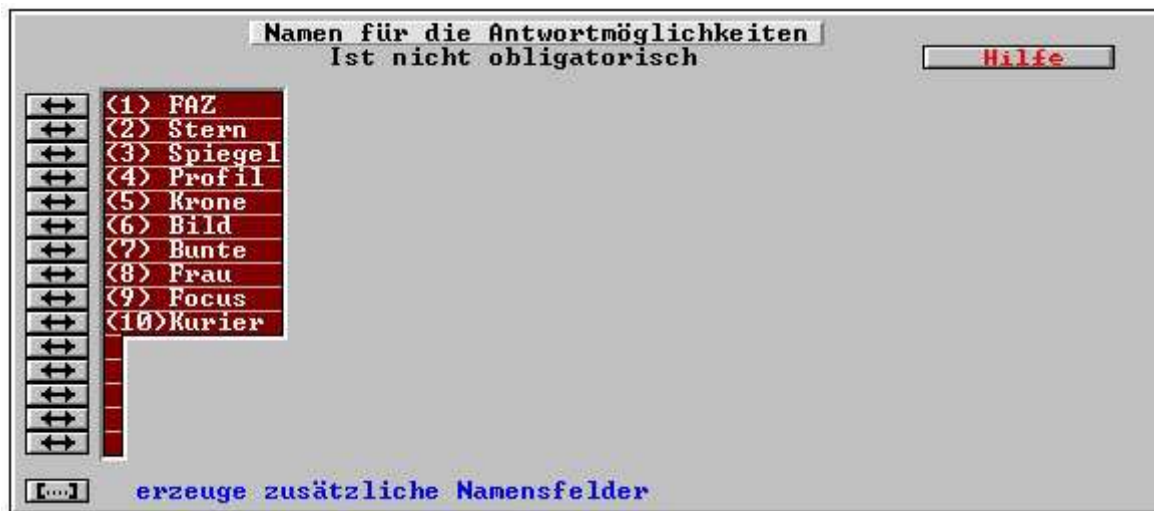 Namen für die Antwortmöglichkeiten
Ist nicht obligatorisch
Hilfe
(1) FAZ
(2) Stern
(3) Spiegel
(4) Profil
(5) Krone
(6) Bild
(7) Bunte
(8) Frau
(9) Focus
(10)Kurier
[....] erzeuge zusätzliche Namensfelder